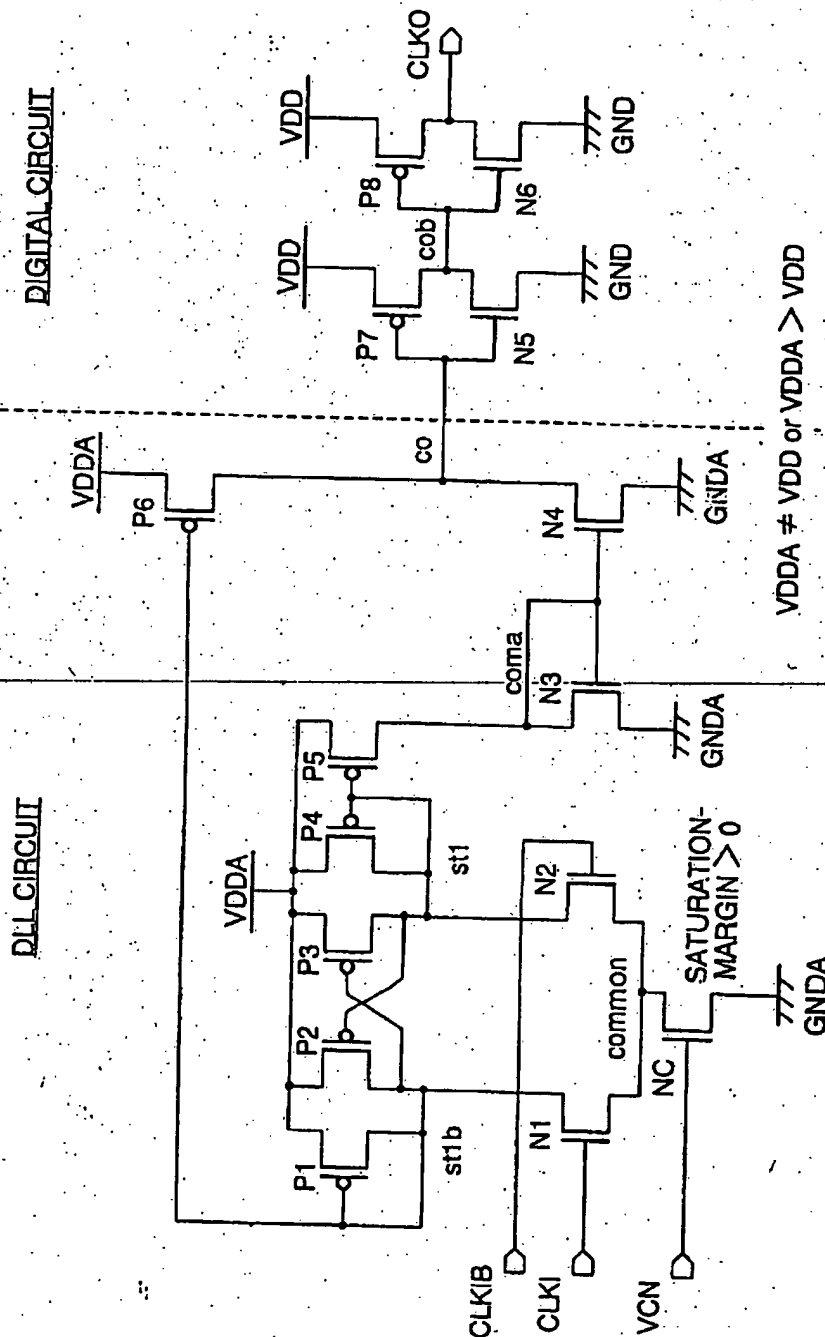 DLL CIRCUIT
DIGITAL CIRCUIT
VDDA
VDDA
VDD
VDD
P1
P2
P3
P4
P5
P6
P7
P8
st1b
st1
coma
co
cob
CLKO
N1
N2
N3
N4
N5
N6
common
NC
SATURATION-
MARGIN > 0
CLKIB
CLKI
VCN
GNDA
GNDA
GNDA
GND
GND
VDDA ≠ VDD or VDDA > VDD